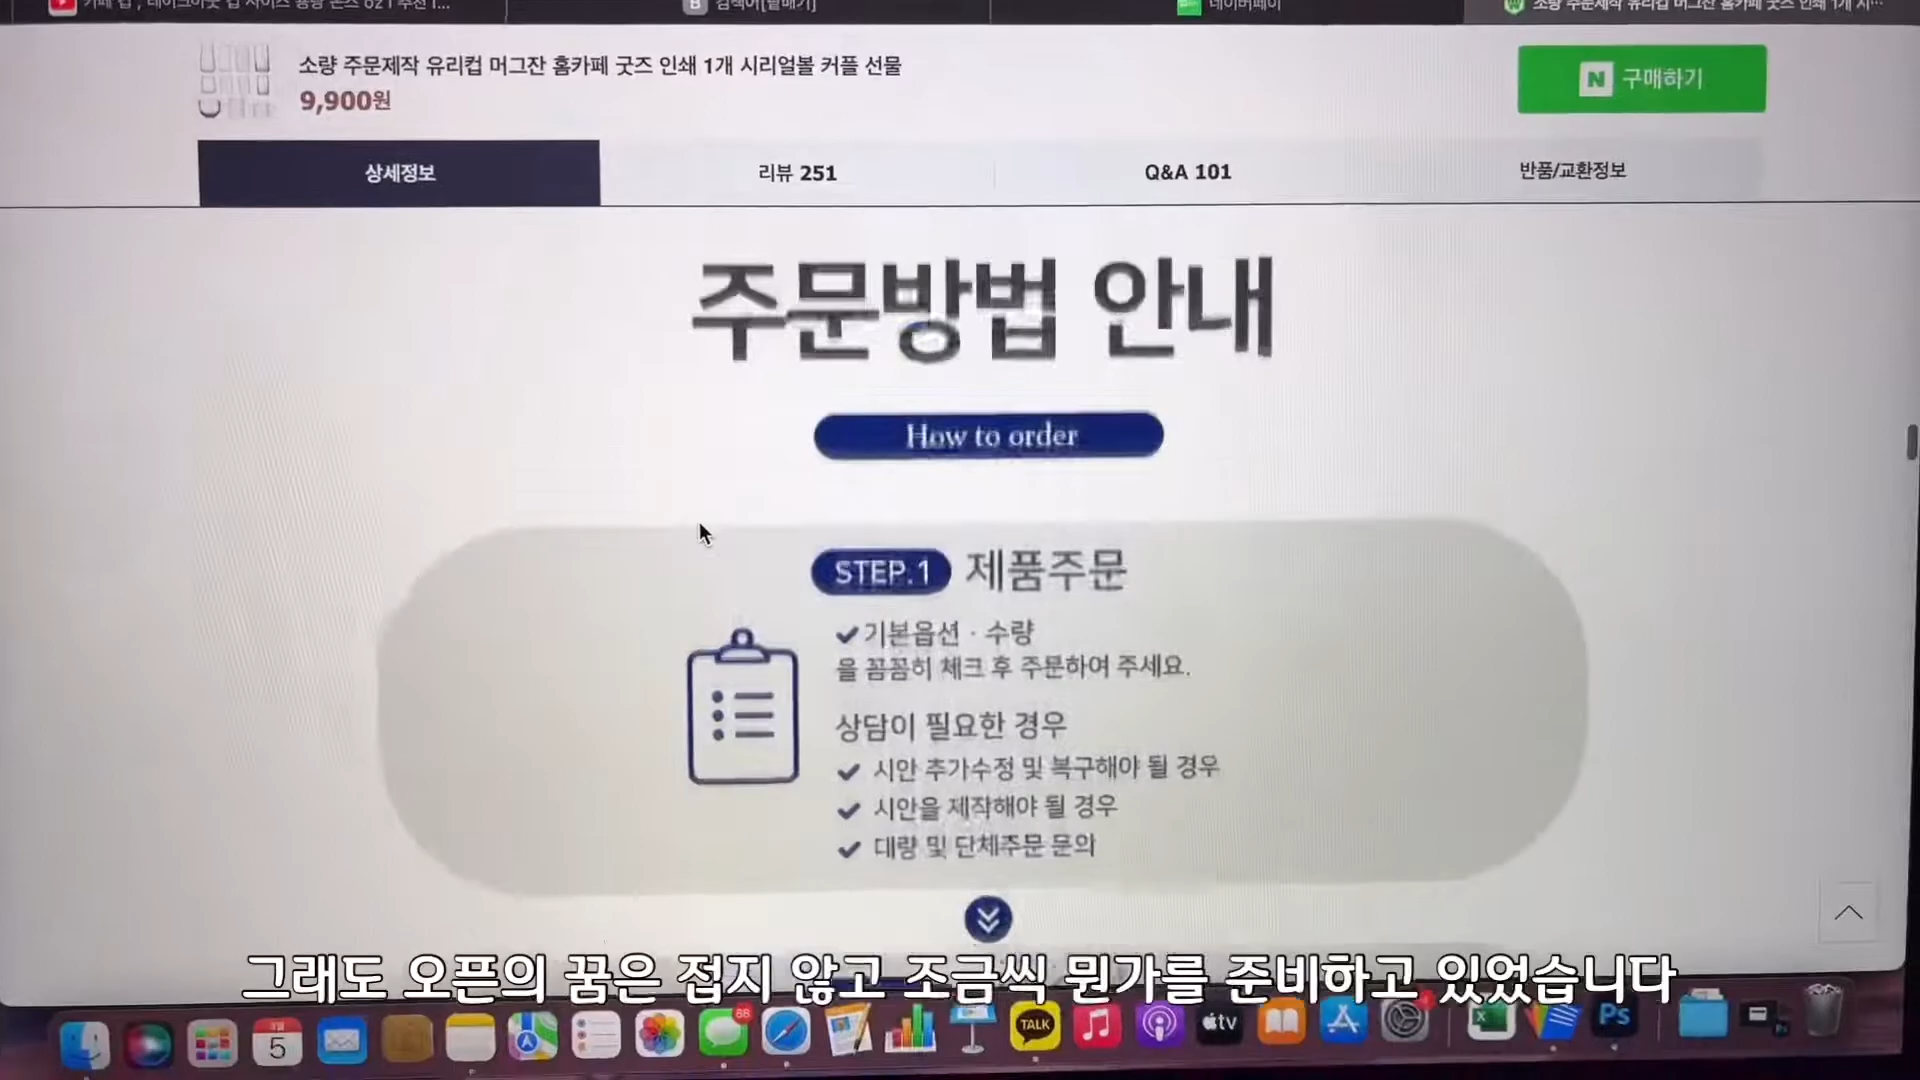 소량 주문제작 유리컵 머그잔 홈카페 굿즈 인쇄 1개 시리얼볼 커플 선물
9,900원
N 구매하기
상세정보
리뷰 251
Q&A 101
반품/교환정보
주문방법 안내
How to order
STEP.1 제품주문
기본옵션 · 수량
을 꼼꼼히 체크 후 주문하여 주세요.
상담이 필요한 경우
시안 추가수정 및 복구해야 될 경우
시안을 제작해야 될 경우
대량 및 단체주문 문의
그래도 오픈의 꿈은 접지 않고 조금씩 뭔가를 준비하고 있었습니다
5
68
TALK
tv
Ps